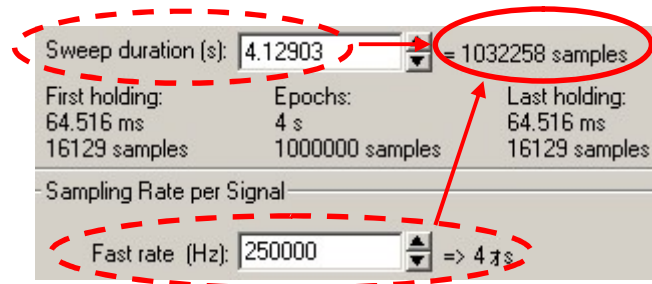 Sweep duration (s): 4.12903 = 1032258 samples
First holding: Epochs: Last holding:
64.516 ms 4 s 64.516 ms
16129 samples 1000000 samples 16129 samples
Sampling Rate per Signal
Fast rate (Hz): 250000 => 4